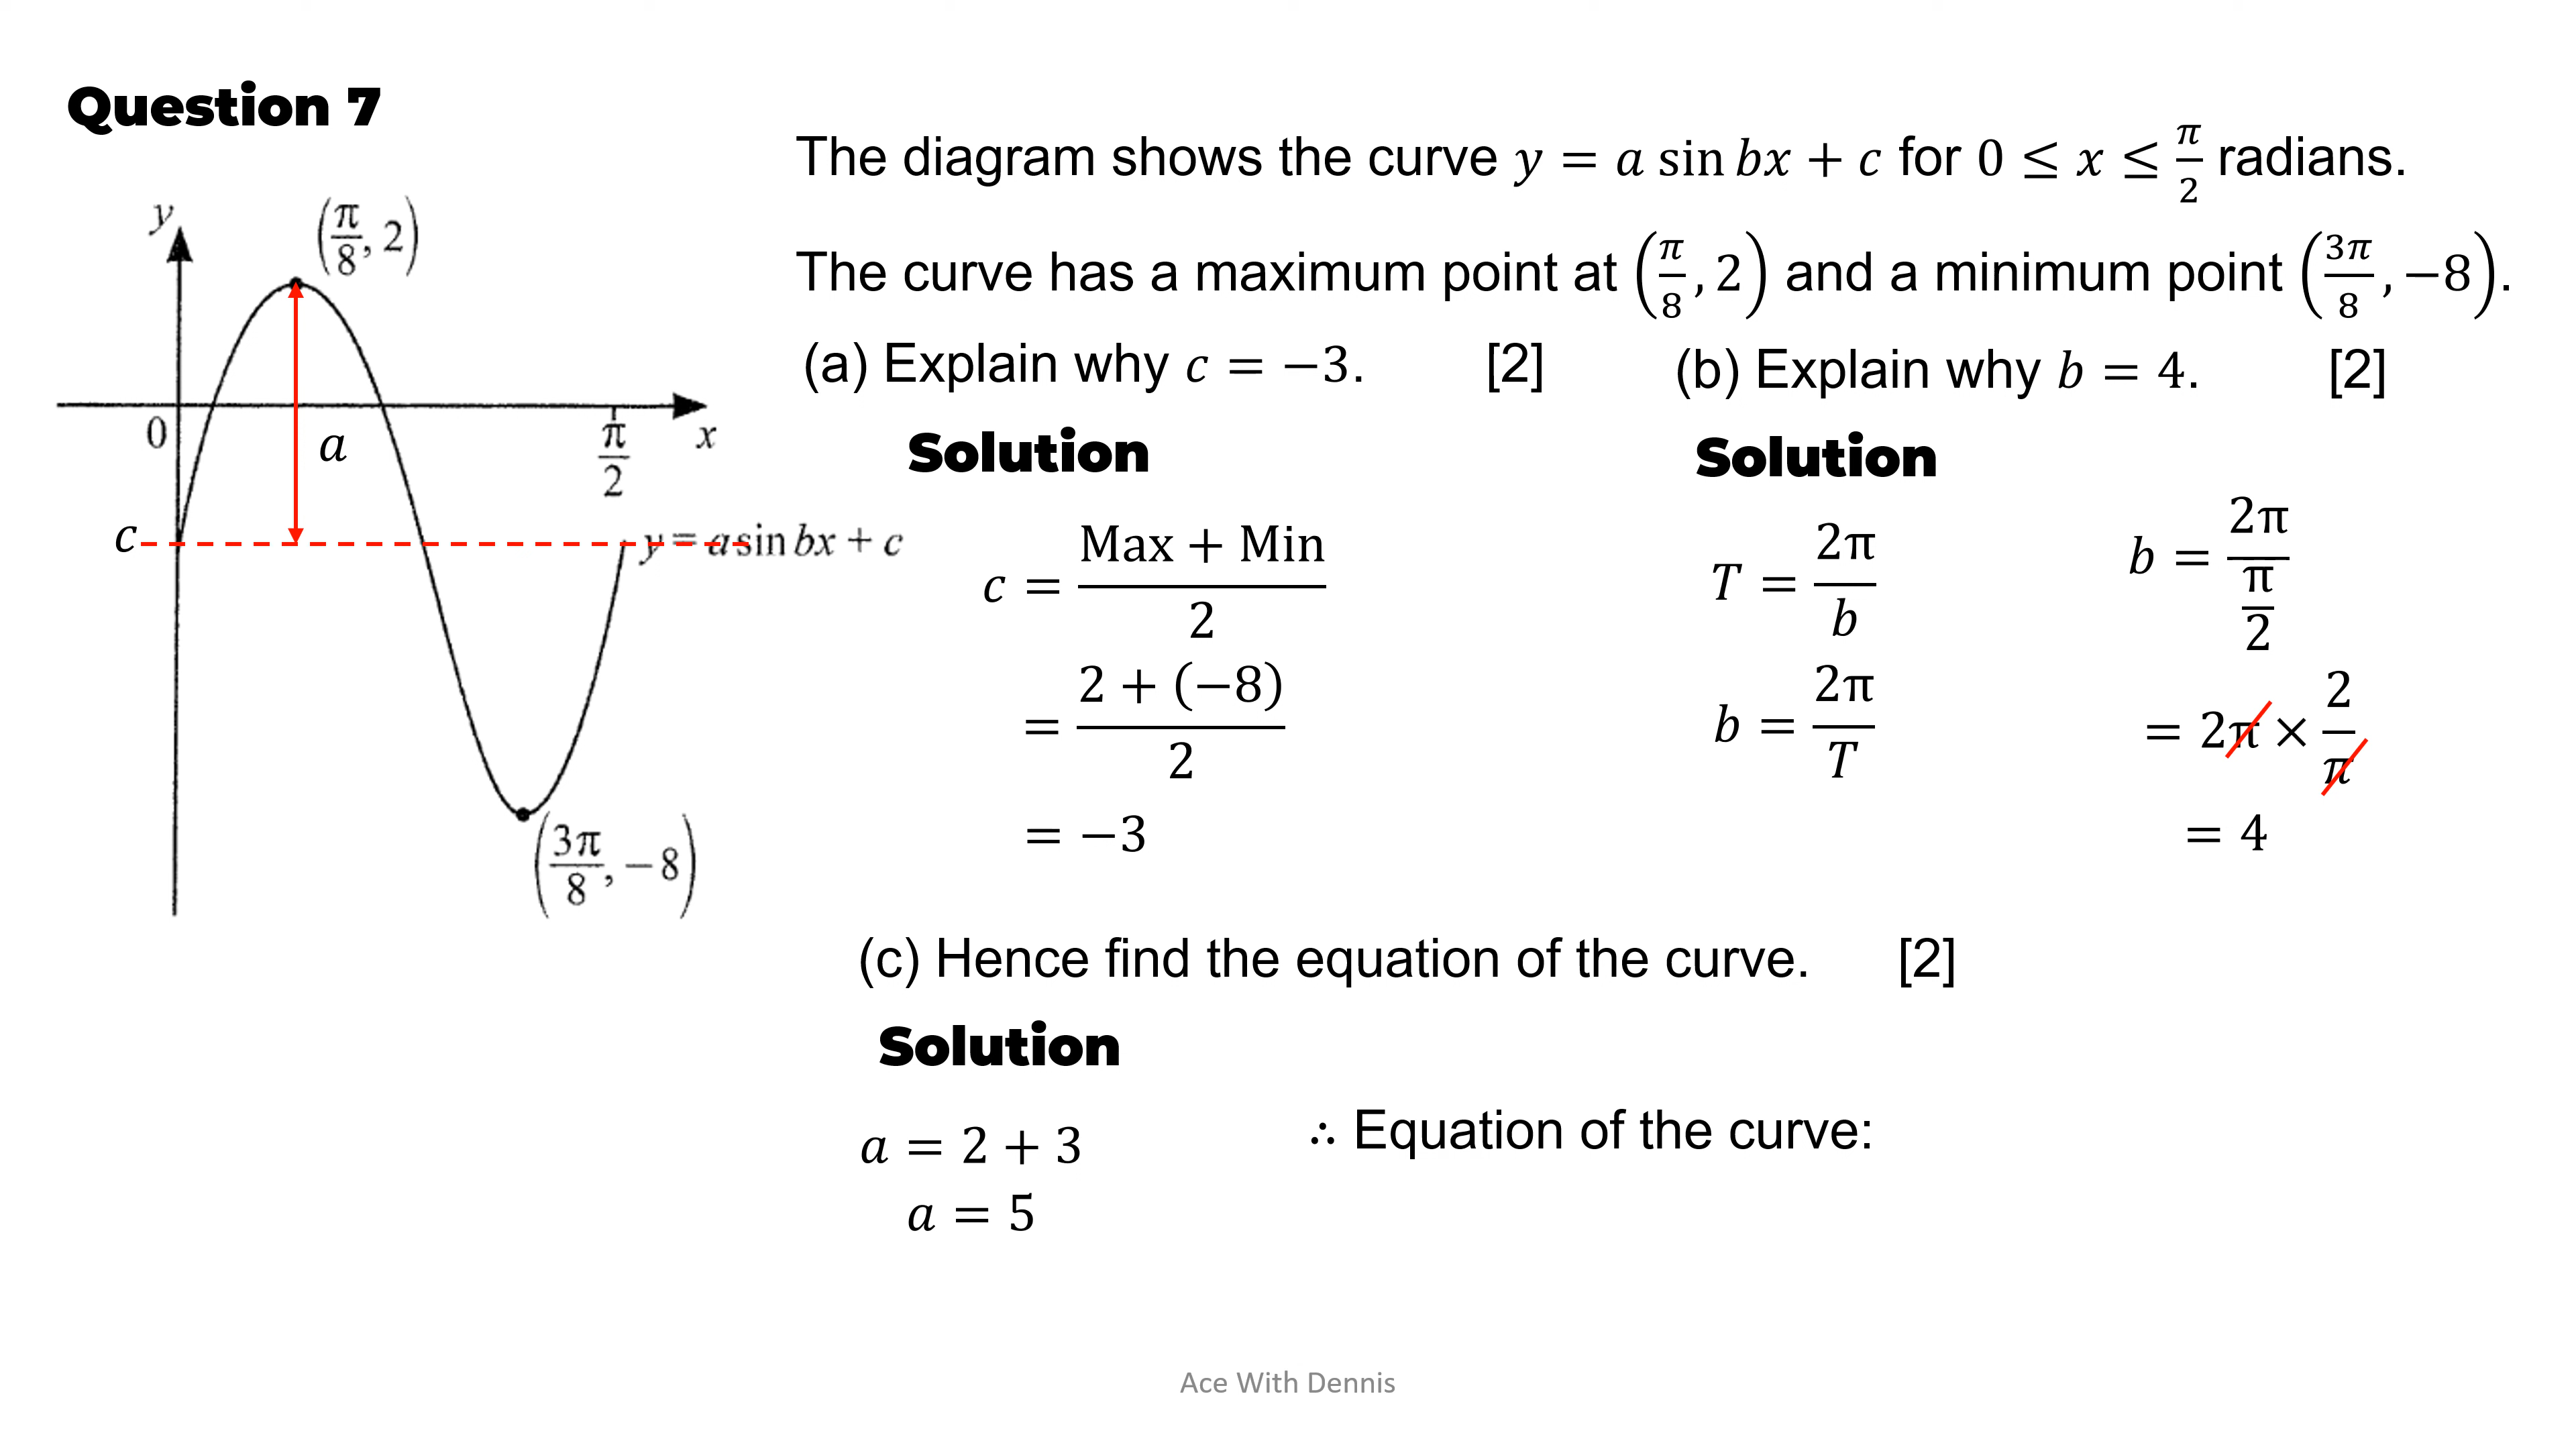 Question 7
The diagram shows the curve y = a sin bx + c for 0 ≤ x ≤ π/2 radians.
The curve has a maximum point at (π/8, 2) and a minimum point (3π/8, −8).
(a) Explain why c = −3. [2]
(b) Explain why b = 4. [2]
y
(π/8, 2)
0
a
π/2
x
c
y = a sin bx + c
(3π/8, −8)
Solution
c = (Max + Min)/2
= (2 + (−8))/2
= −3
Solution
T = 2π/b
b = 2π/T
b = 2π/(π/2)
= 2π × 2/π
= 4
(c) Hence find the equation of the curve. [2]
Solution
a = 2 + 3
a = 5
∴ Equation of the curve:
Ace With Dennis